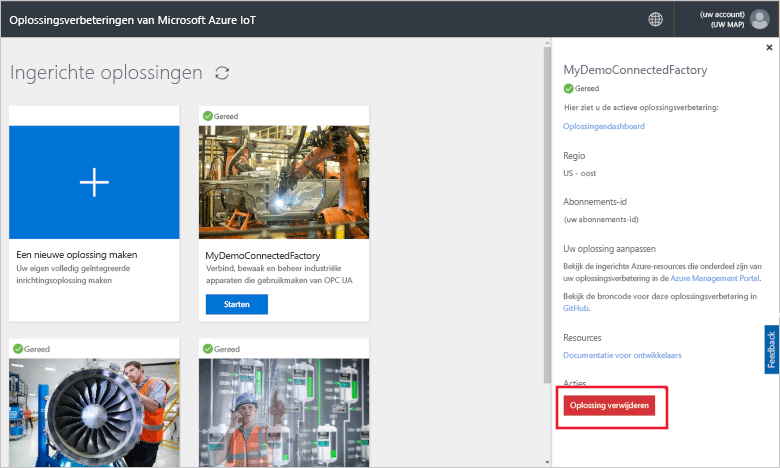 Oplossingsverbeteringen van Microsoft Azure IoT
(uw account)
(UW MAP)
Ingerichte oplossingen
Een nieuwe oplossing maken
Uw eigen volledig geïntegreerde
inrichtingsoplossing maken
Gereed
MyDemoConnectedFactory
Verbind, bewaak en beheer industriële
apparaten die gebruikmaken van OPC UA
Starten
Gereed
Gereed
MyDemoConnectedFactory
Gereed
Hier ziet u de actieve oplossingsverbetering:
Oplossingendashboard
Regio
US - oost
Abonnements-id
(uw abonnements-id)
Uw oplossing aanpassen
Bekijk de ingerichte Azure-resources die onderdeel zijn van
uw oplossingsverbetering in de Azure Management Portal.
Bekijk de broncode voor deze oplossingsverbetering in
GitHub.
Resources
Documentatie voor ontwikkelaars
Acties
Oplossing verwijderen
Feedback